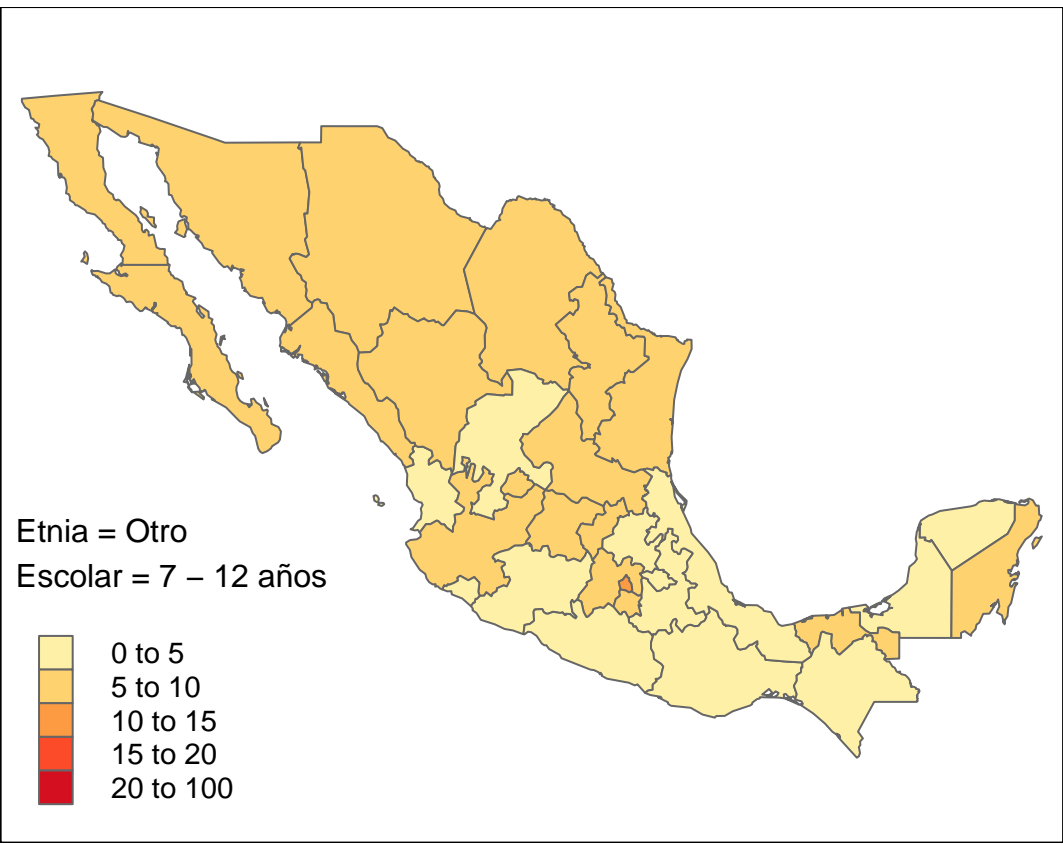 Etnia = Otro
Escolar = 7 – 12 años
0 to 5
5 to 10
10 to 15
15 to 20
20 to 100